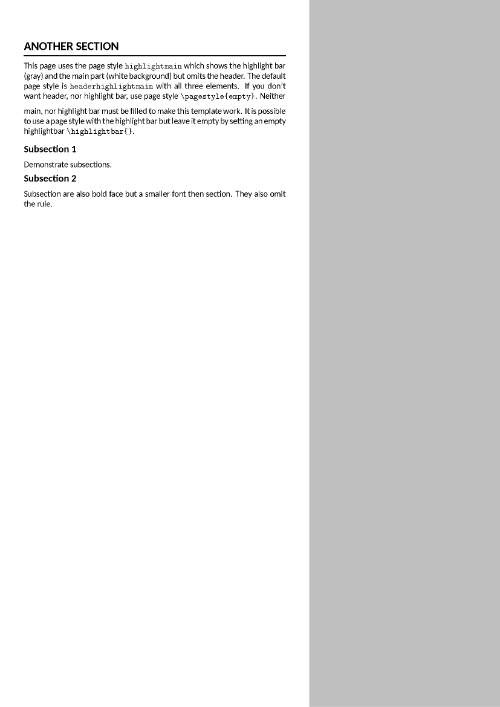 ANOTHER SECTION
This page uses the page style highlightmain which shows the highlight bar
(gray) and the main part (white background) but omits the header. The default
page style is headerhighlightmain with all three elements. If you don't
want header, nor highlight bar, use page style \pagestyle{empty}. Neither
main, nor highlight bar must be filled to make this template work. It is possible
to use a page style with the highlight bar but leave it empty by setting an empty
highlightbar \highlightbar{}.
Subsection 1
Demonstrate subsections.
Subsection 2
Subsection are also bold face but a smaller font then section. They also omit
the rule.